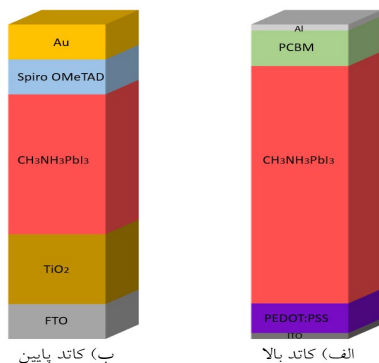 Au
Spiro OMeTAD
CH3NH3PbI3
TiO2
FTO
ب) کاتد پایین
Al
PCBM
CH3NH3PbI3
PEDOT:PSS
ITO
الف) کاتد بالا